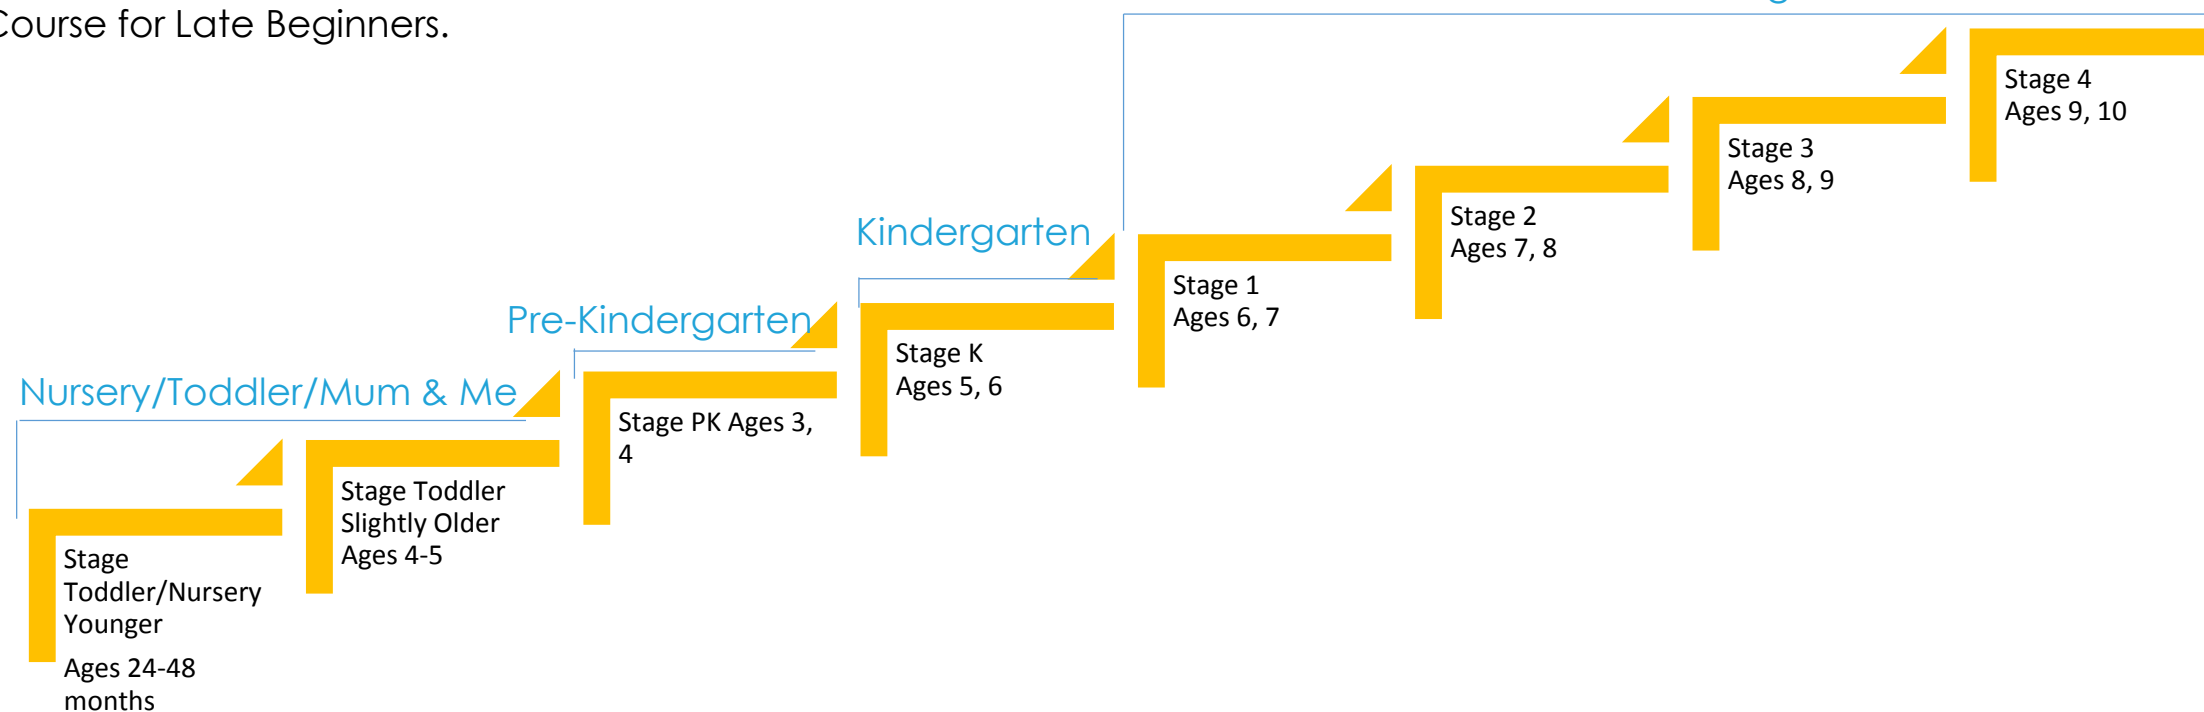 Course for Late Beginners.
Stage 4
Ages 9, 10
Stage 3
Ages 8, 9
Stage 2
Ages 7, 8
Kindergarten
Stage 1
Ages 6, 7
Pre-Kindergarten
Stage K
Ages 5, 6
Nursery/Toddler/Mum & Me
Stage PK Ages 3,
4
Stage Toddler
Slightly Older
Ages 4-5
Stage
Toddler/Nursery
Younger
Ages 24-48
months